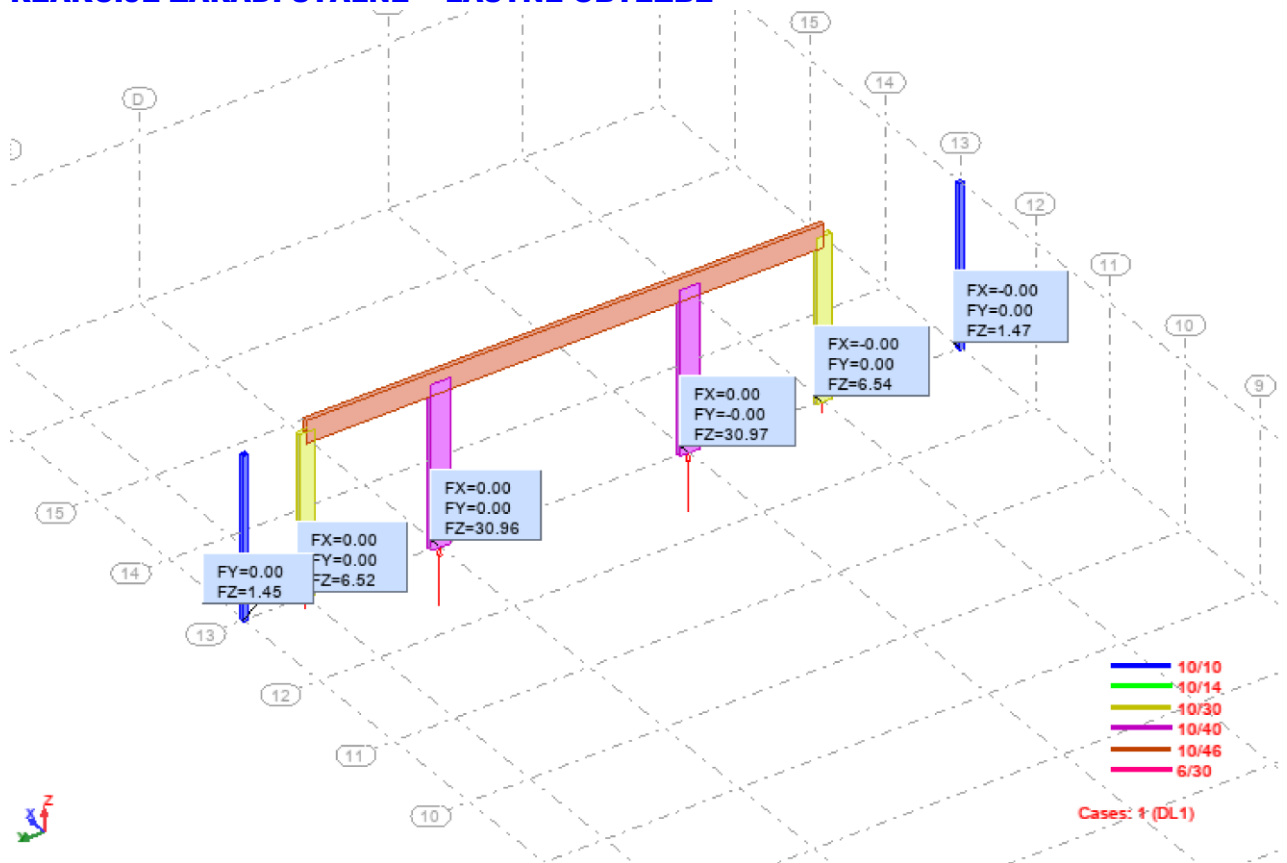 15
14
D
13
12
11
10
9
FX=-0.00
FY=0.00
FZ=1.47
FX=-0.00
FY=0.00
FZ=6.54
FX=0.00
FY=-0.00
FZ=30.97
FX=0.00
FY=0.00
FZ=30.96
FX=0.00
FY=0.00
FZ=6.52
FY=0.00
FZ=1.45
15
14
13
12
11
10
10/10
10/14
10/30
10/40
10/46
6/30
Cases: 1 (DL1)
Z
X
Y